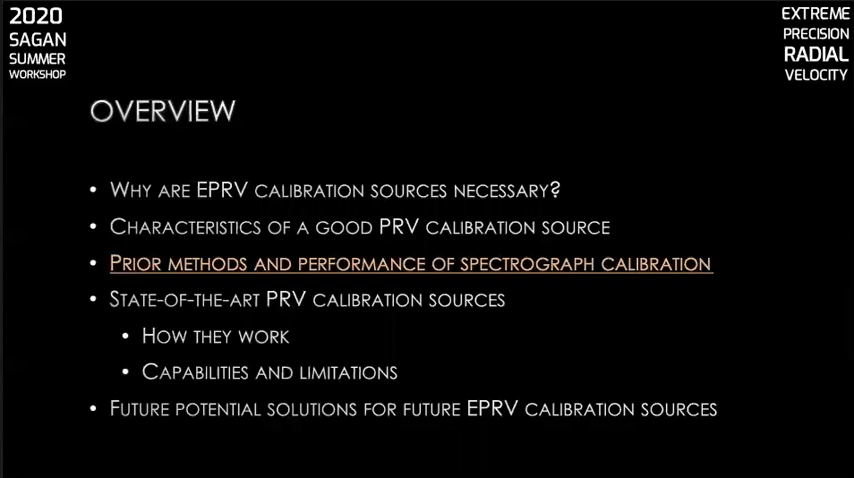 2020
SAGAN
SUMMER
WORKSHOP
EXTREME
PRECISION
RADIAL
VELOCITY
OVERVIEW
• WHY ARE EPRV CALIBRATION SOURCES NECESSARY?
• CHARACTERISTICS OF A GOOD PRV CALIBRATION SOURCE
• PRIOR METHODS AND PERFORMANCE OF SPECTROGRAPH CALIBRATION
• STATE-OF-THE-ART PRV CALIBRATION SOURCES
• HOW THEY WORK
• CAPABILITIES AND LIMITATIONS
• FUTURE POTENTIAL SOLUTIONS FOR FUTURE EPRV CALIBRATION SOURCES